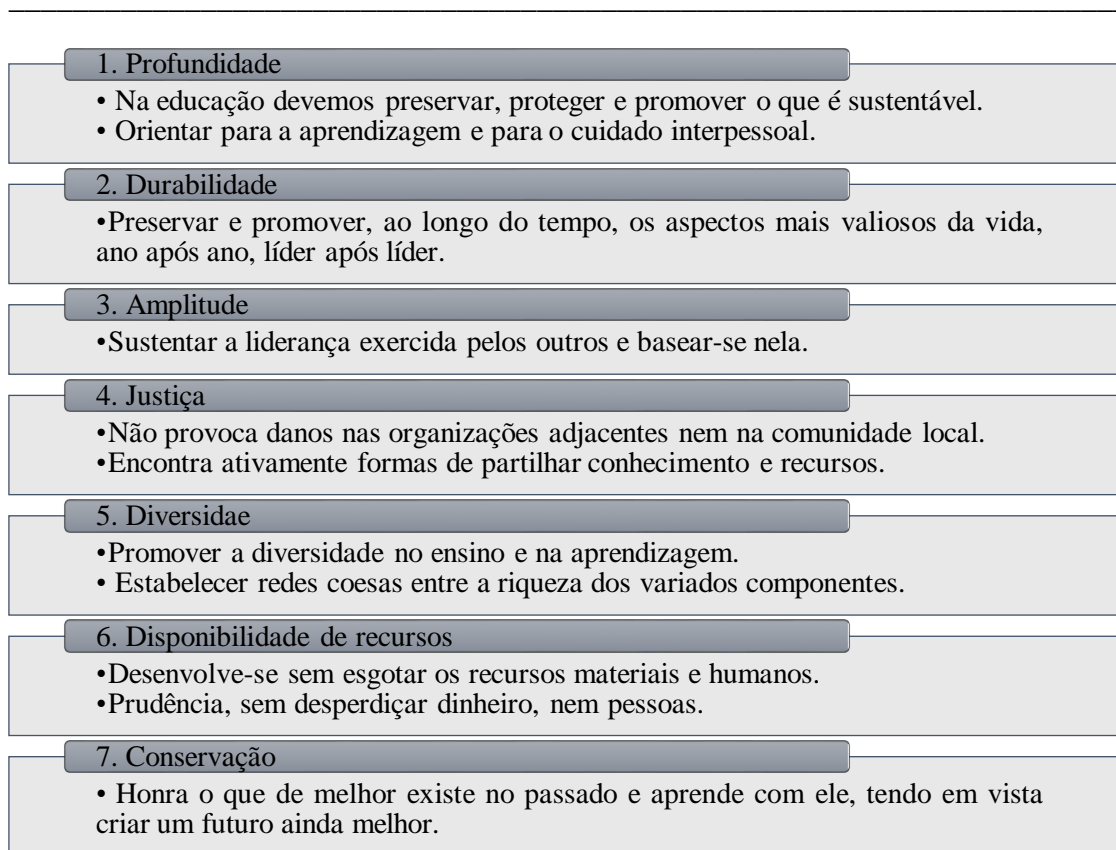 1. Profundidade
• Na educação devemos preservar, proteger e promover o que é sustentável.
• Orientar para a aprendizagem e para o cuidado interpessoal.
2. Durabilidade
•Preservar e promover, ao longo do tempo, os aspectos mais valiosos da vida,
ano após ano, líder após líder.
3. Amplitude
•Sustentar a liderança exercida pelos outros e basear-se nela.
4. Justiça
•Não provoca danos nas organizações adjacentes nem na comunidade local.
•Encontra ativamente formas de partilhar conhecimento e recursos.
5. Diversidae
•Promover a diversidade no ensino e na aprendizagem.
• Estabelecer redes coesas entre a riqueza dos variados componentes.
6. Disponibilidade de recursos
•Desenvolve-se sem esgotar os recursos materiais e humanos.
•Prudência, sem desperdiçar dinheiro, nem pessoas.
7. Conservação
• Honra o que de melhor existe no passado e aprende com ele, tendo em vista
criar um futuro ainda melhor.